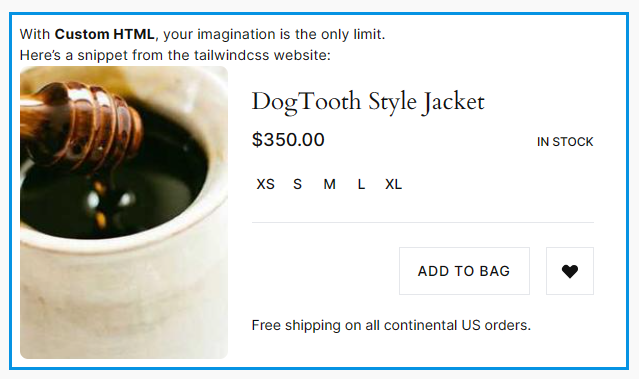 With Custom HTML, your imagination is the only limit.
Here’s a snippet from the tailwindcss website:
DogTooth Style Jacket
$350.00 IN STOCK
XS S M L XL
ADD TO BAG
Free shipping on all continental US orders.